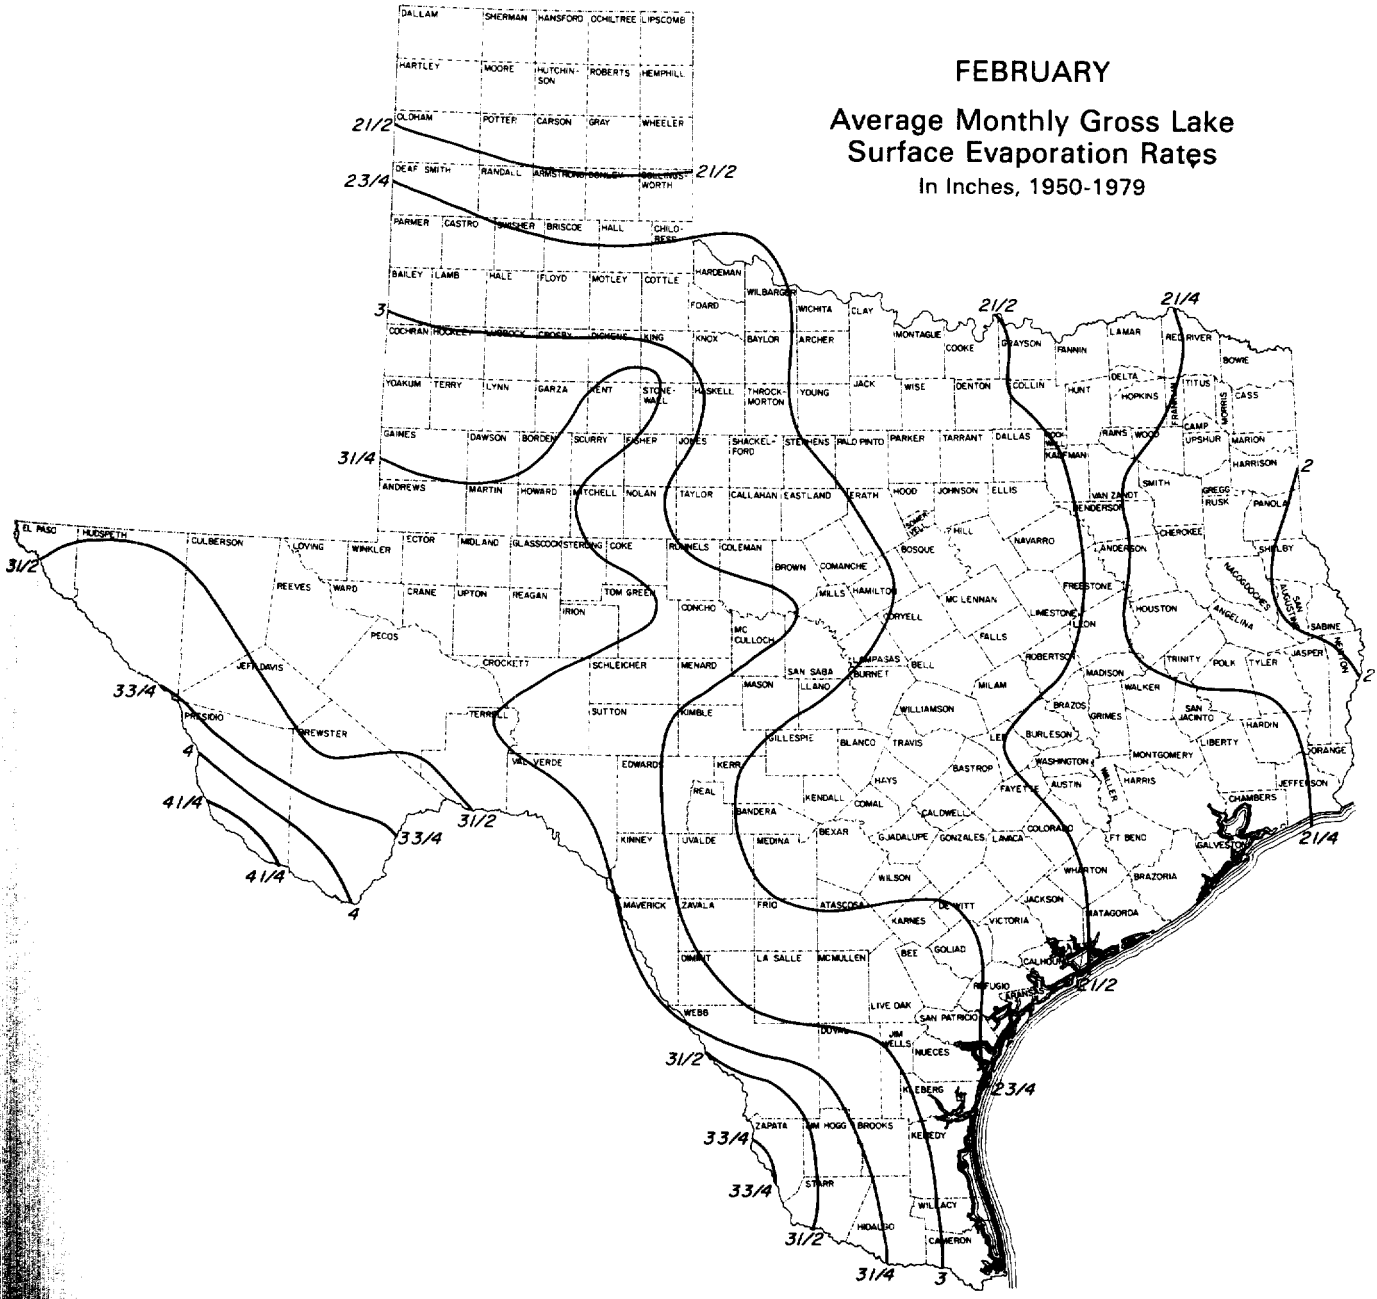 FEBRUARY
Average Monthly Gross Lake
Surface Evaporation Rates
In Inches, 1950-1979
DALLAM SHERMAN HANSFORD OCHILTREE LIPSCOMB
HARTLEY MOORE HUTCHIN-
SON ROBERTS HEMPHILL
21/2 OLDHAM POTTER CARSON GRAY WHEELER
23/4 DEAF SMITH RANDALL ARMSTRONG DONLEY COLLINGS-
WORTH 21/2
PARMER CASTRO SWISHER BRISCOE HALL CHILD-
RESS
BAILEY LAMB HALE FLOYD MOTLEY COTTLE HARDEMAN
FOARD WILBARGER WICHITA CLAY 21/2 21/4
3 COCHRAN HOCKLEY LUBBOCK CROSBY DICKENS KING KNOX BAYLOR ARCHER MONTAGUE COOKE GRAYSON FANNIN LAMAR RED RIVER BOWIE
YOAKUM TERRY LYNN GARZA KENT STONE-
WALL HASKELL THROCK-
MORTON YOUNG JACK WISE DENTON COLLIN HUNT DELTA HOPKINS FRANKLIN TITUS MORRIS CASS
CAMP
31/4 GAINES DAWSON BORDEN SCURRY FISHER JONES SHACKEL-
FORD STEPHENS PALO PINTO PARKER TARRANT DALLAS ROCK-
WALL KAUFMAN RAINS WOOD UPSHUR MARION
HARRISON 2
ANDREWS MARTIN HOWARD MITCHELL NOLAN TAYLOR CALLAHAN EASTLAND ERATH HOOD JOHNSON ELLIS VAN ZANDT SMITH GREGG
RUSK PANOLA
HENDERSON
SOMER
VELL HILL NAVARRO ANDERSON CHEROKEE SHELBY
EL PASO HUDSPETH CULBERSON LOVING WINKLER ECTOR MIDLAND GLASSCOCK STERLING COKE RUNNELS COLEMAN BROWN COMANCHE BOSQUE
31/2 REEVES WARD CRANE UPTON REAGAN IRION TOM GREEN CONCHO MILLS HAMILTON MC LENNAN LIMESTONE FREESTONE HOUSTON NACOGDOCHES SAN
AUGUSTINE SABINE
CORYELL FALLS LEON ANGELINA
PECOS MC
CULLOCH
JEFF DAVIS CROCKETT SCHLEICHER MENARD SAN SABA LAMPASAS BELL ROBERTSON MADISON TRINITY POLK TYLER JASPER NEWTON 2
33/4 MASON LLANO BURNET MILAM WALKER
PRESIDIO TERRELL SUTTON KIMBLE WILLIAMSON BRAZOS GRIMES SAN
JACINTO HARDIN
BREWSTER GILLESPIE BLANCO TRAVIS LEE BURLESON LIBERTY ORANGE
4 VAL VERDE EDWARDS KERR BASTROP WASHINGTON MONTGOMERY
41/4 REAL KENDALL HAYS FAYETTE AUSTIN WALLER HARRIS JEFFERSON
CHAMBERS
31/2 BANDERA COMAL CALDWELL
33/4 KINNEY UVALDE MEDINA BEXAR GUADALUPE GONZALES LAVACA COLORADO FT BEND GALVESTON 21/4
41/4 WILSON WHARTON BRAZORIA
4 MAVERICK ZAVALA FRIO ATASCOSA KARNES DE WITT VICTORIA JACKSON MATAGORDA
DIMMIT LA SALLE MCMULLEN BEE GOLIAD CALHOUN
REFUGIO ARANSAS 21/2
WEBB LIVE OAK SAN PATRICIO
DUVAL JIM
WELLS NUECES
31/2 KLEBERG 23/4
33/4 ZAPATA JIM HOGG BROOKS KENEDY
33/4 STARR WILLACY
31/2 HIDALGO CAMERON
31/4 3